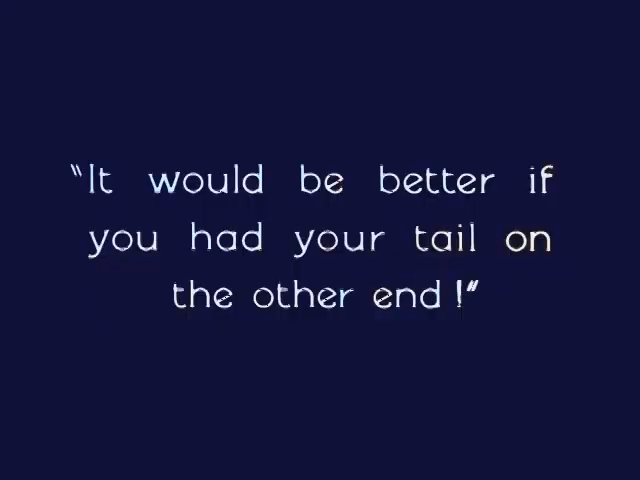 "It would be better if
you had your tail on
the other end!"